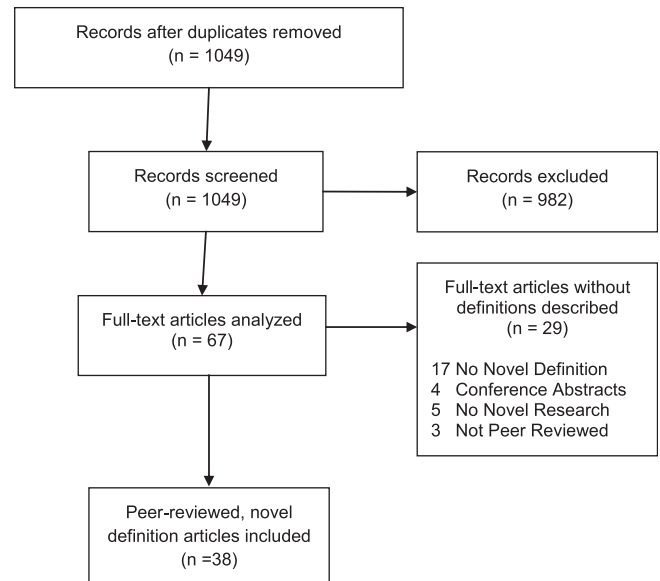 Records after duplicates removed
(n = 1049)
Records screened
(n = 1049)
Records excluded
(n = 982)
Full-text articles analyzed
(n = 67)
Full-text articles without
definitions described
(n = 29)
17 No Novel Definition
4 Conference Abstracts
5 No Novel Research
3 Not Peer Reviewed
Peer-reviewed, novel
definition articles included
(n =38)